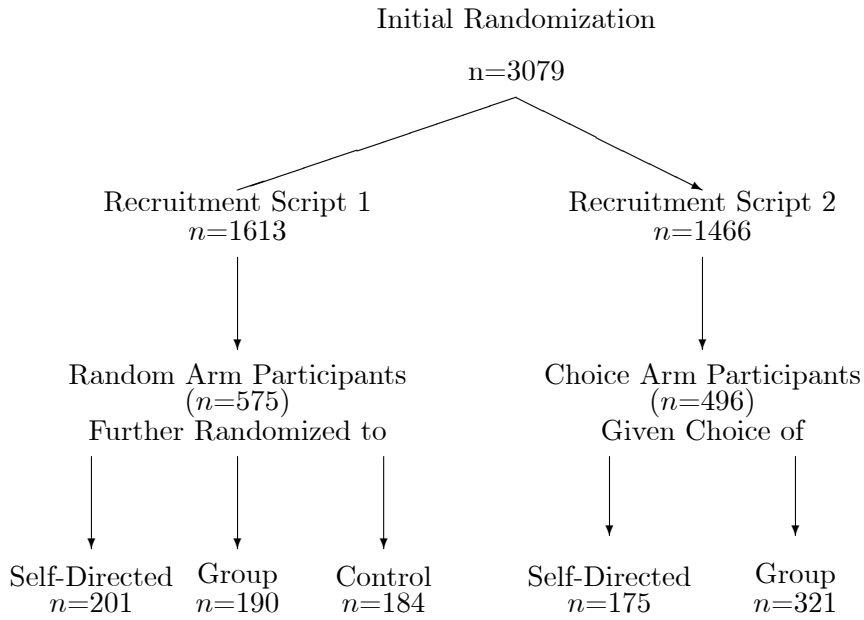 Initial Randomization
n=3079
Recruitment Script 1
n=1613
Recruitment Script 2
n=1466
Random Arm Participants
(n=575)
Further Randomized to
Choice Arm Participants
(n=496)
Given Choice of
Self-Directed
n=201
Group
n=190
Control
n=184
Self-Directed
n=175
Group
n=321